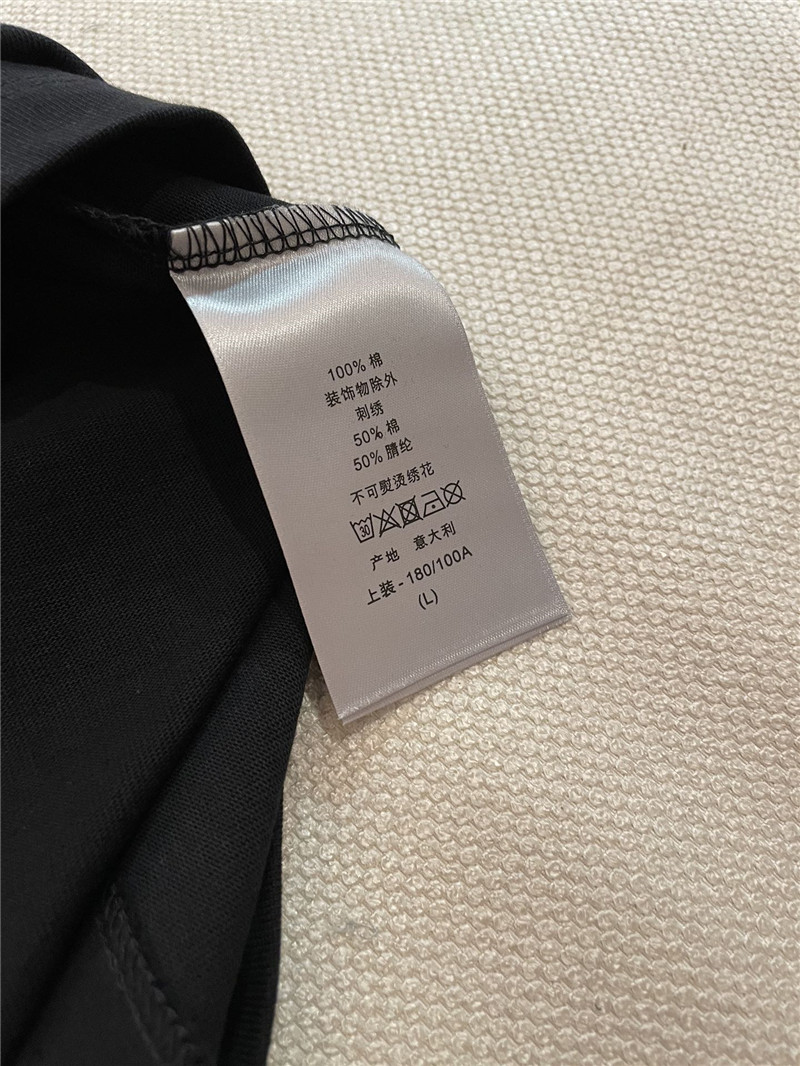 100% 棉
装饰物除外
刺绣
50% 棉
50% 腈纶
不可熨烫绣花
30
产地 意大利
上装 - 180/100A
(L)